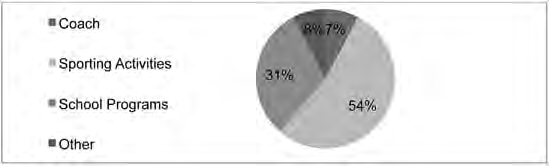 Coach
8% 7%
Sporting Activities
31%
School Programs
54%
Other